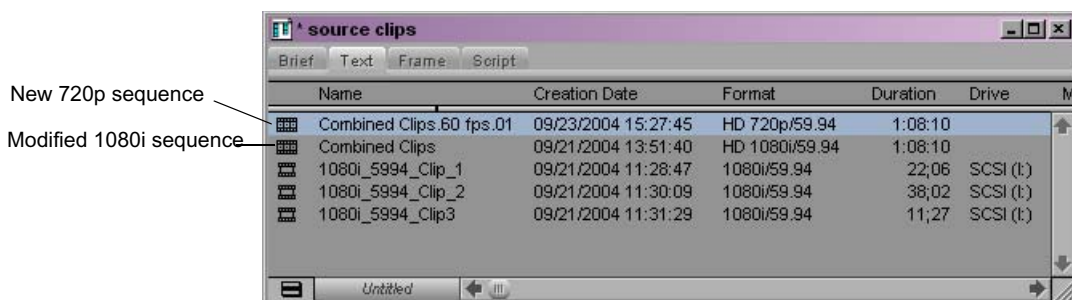 * source clips
Brief Text Frame Script
Name Creation Date Format Duration Drive M
New 720p sequence
Combined Clips.60 fps.01 09/23/2004 15:27:45 HD 720p/59.94 1:08:10
Modified 1080i sequence
Combined Clips 09/21/2004 13:51:40 HD 1080i/59.94 1:08:10
1080i_5994_Clip_1 09/21/2004 11:28:47 1080i/59.94 22;06 SCSI (I:)
1080i_5994_Clip_2 09/21/2004 11:30:09 1080i/59.94 38;02 SCSI (I:)
1080i_5994_Clip3 09/21/2004 11:31:29 1080i/59.94 11;27 SCSI (I:)
Untitled